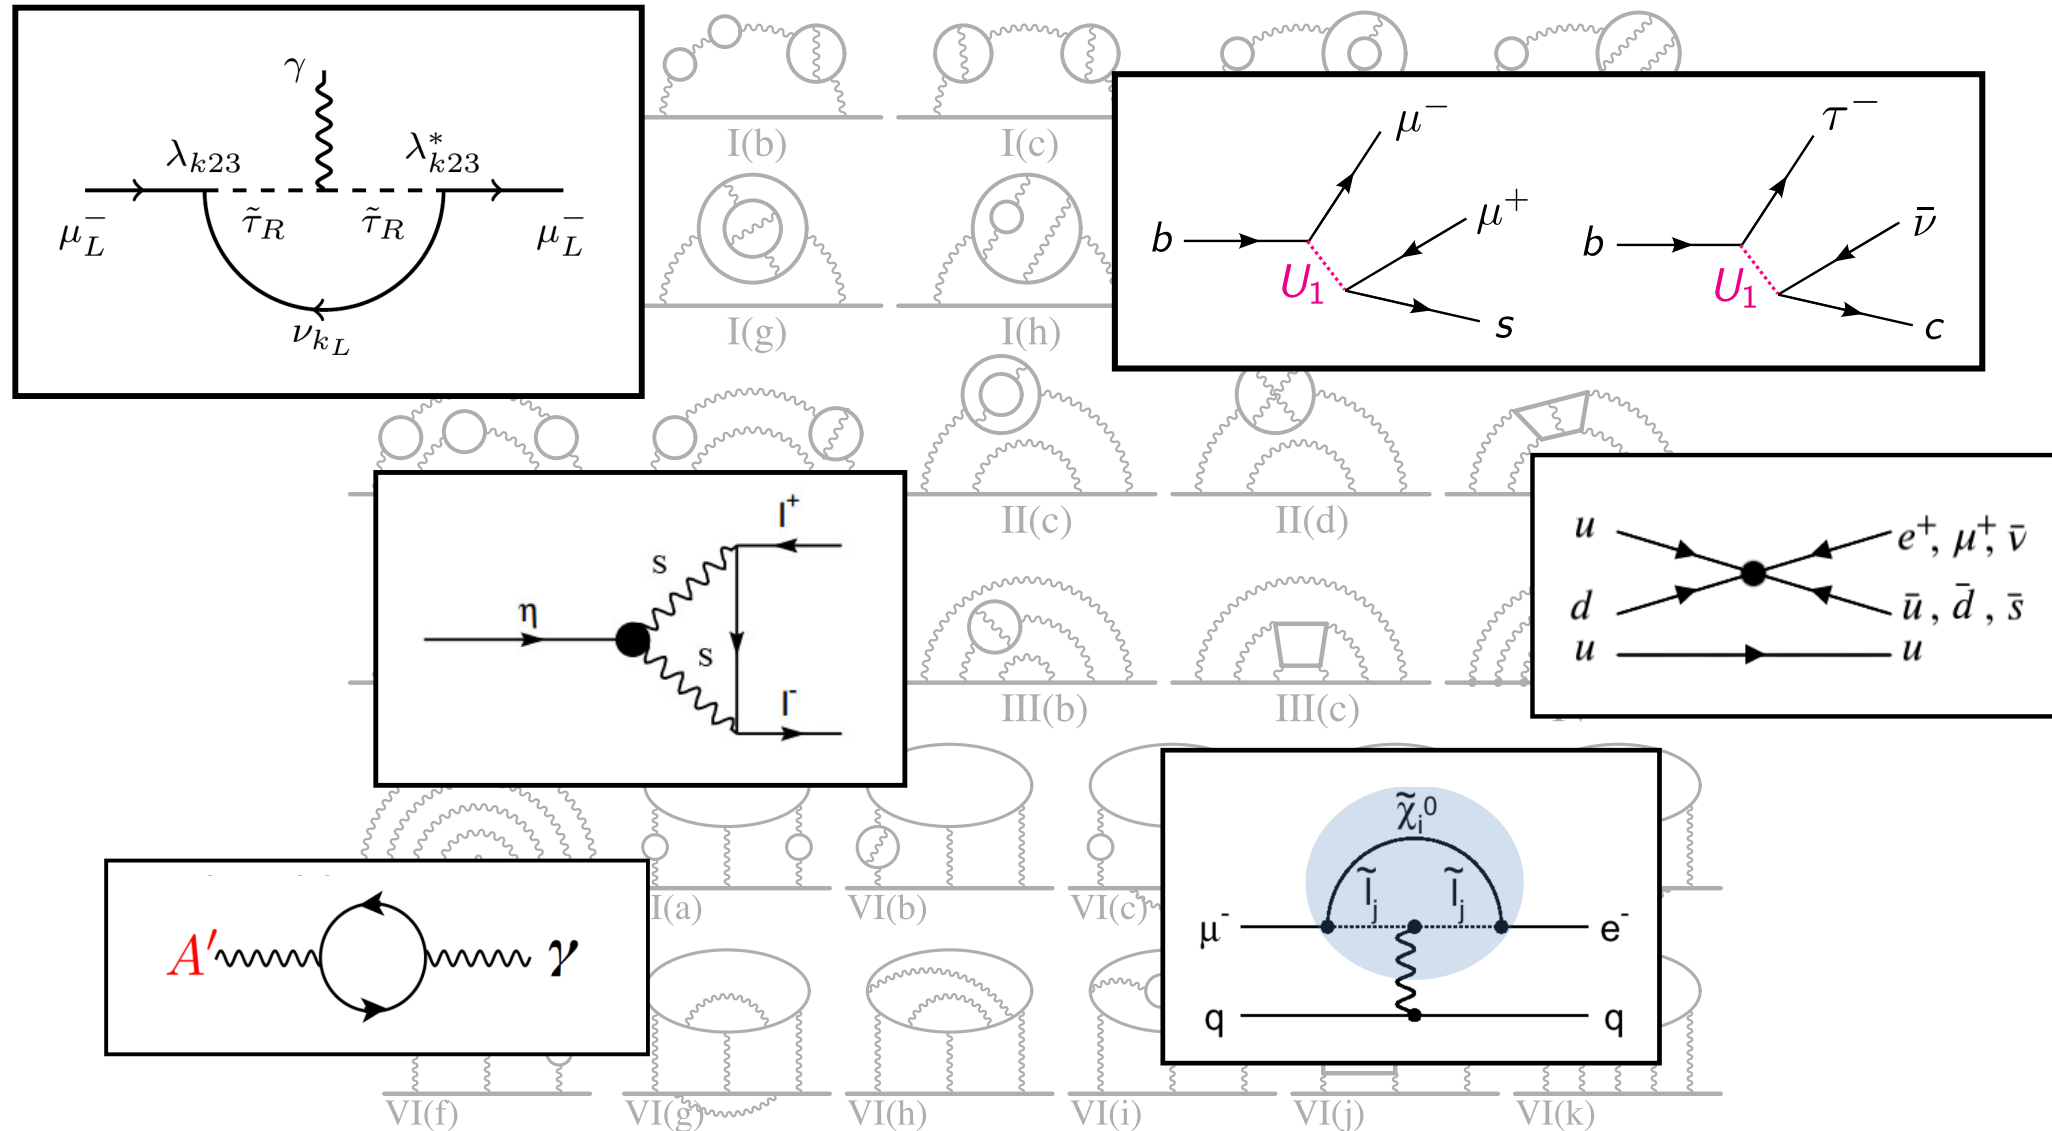 γ
λ_{k23} λ*_{k23}
μ_L^- τ̃_R τ̃_R μ_L^-
ν_{k_L}
I(b) I(c)
I(g) I(h)
μ^- τ^-
μ^+ ν̄
b b
U_1 U_1
s c
II(c) II(d)
l^+
s
η
s
l^-
u e^+, μ^+, ν̄
d ū, d̄, s̄
u u
III(b) III(c)
I(a) VI(b) VI(c)
A′ γ
χ̃_i^0
l̃_j l̃_j
μ^- e^-
q q
VI(f) VI(g) VI(h) VI(i) VI(j) VI(k)